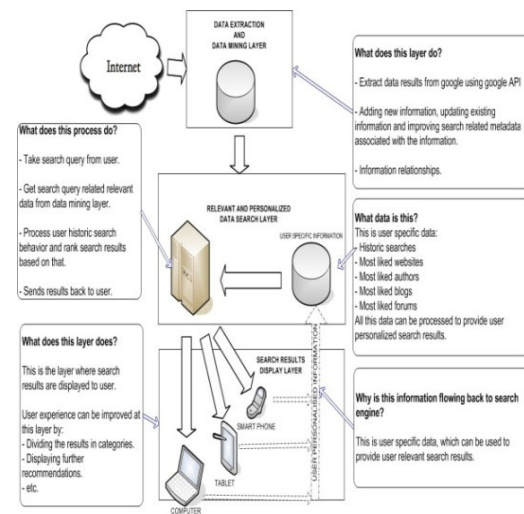 DATA EXTRACTION
AND
DATA MINING LAYER
Internet
What does this layer do?
- Extract data results from google using google API
- Adding new information, updating existing
information and improving search related metadata
associated with the information.
- Information relationships.
What does this process do?
- Take search query from user.
- Get search query related relevant
data from data mining layer.
- Process user historic search
behavior and rank search results
based on that.
- Sends results back to user.
RELEVANT AND PERSONALIZED
DATA SEARCH LAYER
USER SPECIFIC INFORMATION
What data is this?
This is user specific data:
- Historic searches
- Most liked websites
- Most liked authors
- Most liked blogs
- Most liked forums
All this data can be processed to provide user
personalized search results.
What does this layer does?
This is the layer where search
results are displayed to user.
User experience can be improved at
this layer by:
- Dividing the results in categories.
- Displaying further
recommendations.
- etc.
SEARCH RESULTS
DISPLAY LAYER
SMART PHONE
TABLET
COMPUTER
USER PERSONALISED INFORMATION
Why is this information flowing back to search
engine?
This is user specific data, which can be used to
provide user relevant search results.